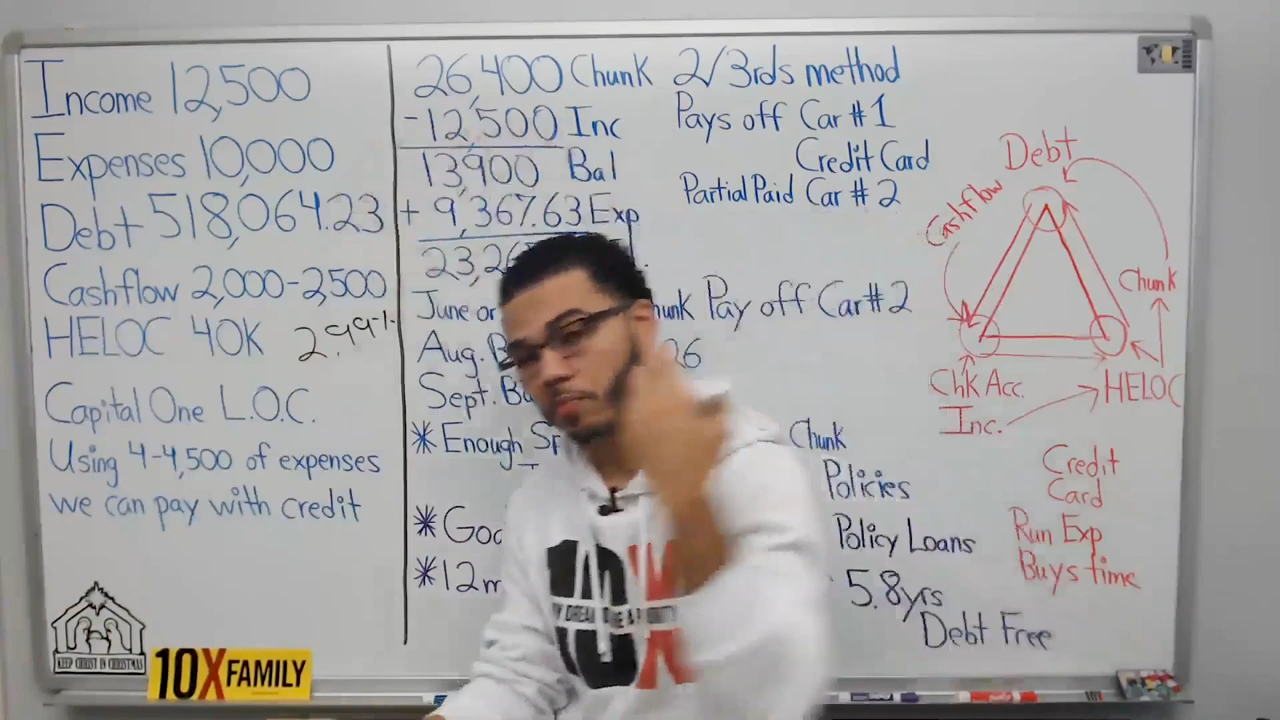 Income 12,500
Expenses 10,000
Debt 518,064.23
Cashflow 2,000-2500
HELOC 40K 2.99%
Capital One L.O.C.
Using 4-4,500 of expenses
we can pay with credit
KEEP CHRIST IN CHRISTMAS
10X FAMILY
26,400 Chunk
-12,500 Inc
13,900 Bal
+ 9,367.63 Exp
June or
Aug.
Sept.
* Enough
*
* 12m
2/3rds method
Pays off Car #1
Credit Card
Partial Paid Car #2
Pay off Car #2
26
Chunk
Policies
Policy Loans
5.8yrs
Debt Free
Debt
Cashflow
Chunk
Chk Acc.
HELOC
Inc.
Credit
Card
Run Exp
Buys time
10X